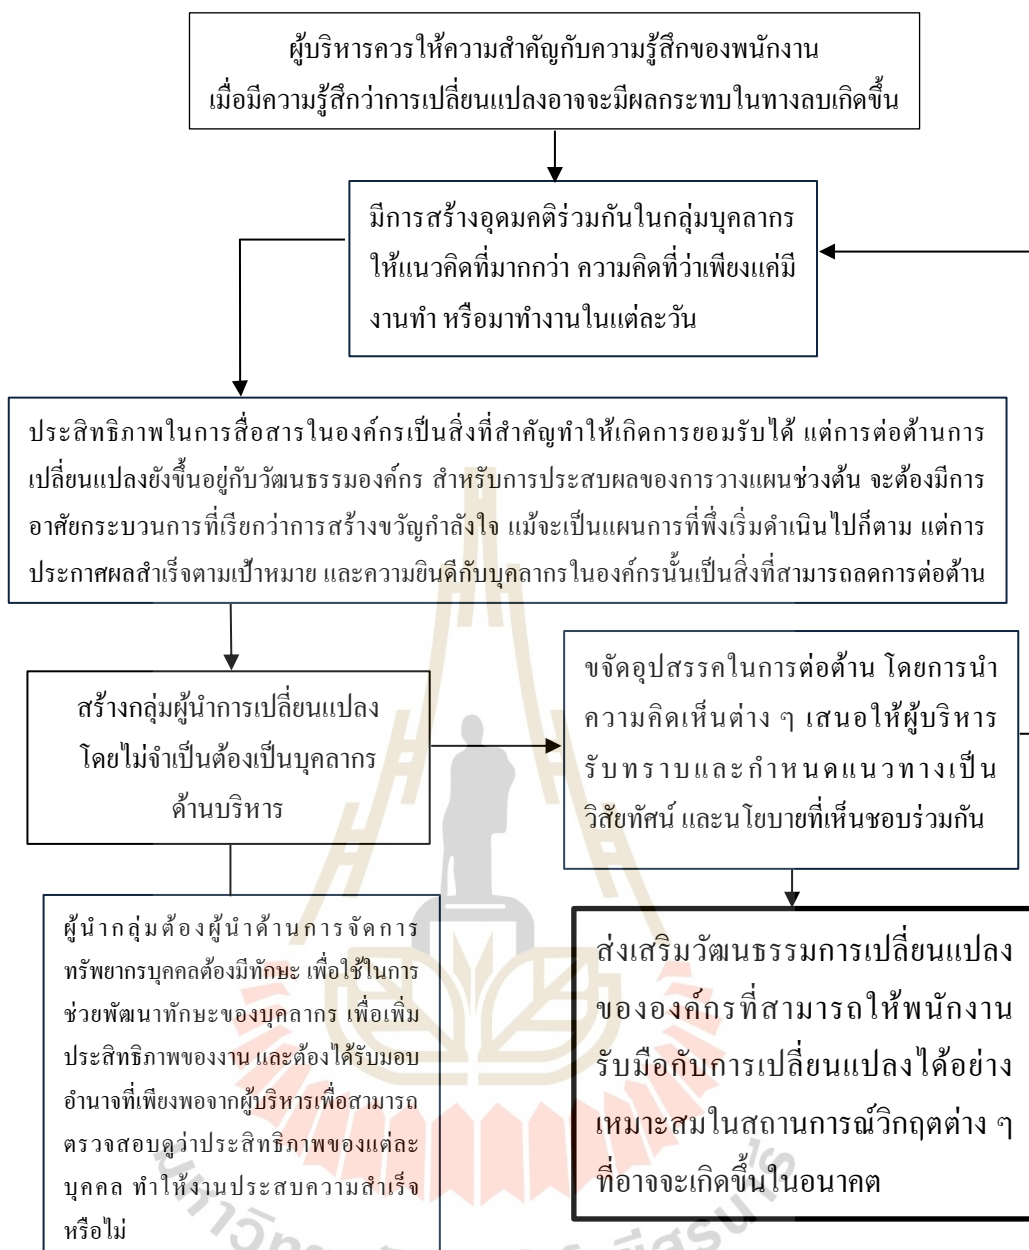 ผู้บริหารควรให้ความสำคัญกับความรู้สึกของพนักงาน
เมื่อมีความรู้สึกว่าการเปลี่ยนแปลงอาจจะมีผลกระทบในทางลบเกิดขึ้น
มีการสร้างอุดมคติร่วมกันในกลุ่มบุคลากร
ให้แนวคิดที่มากกว่า ความคิดที่ว่าเพียงแค่มี
งานทำ หรือมาทำงานในแต่ละวัน
ประสิทธิภาพในการสื่อสารในองค์กรเป็นสิ่งที่สำคัญทำให้เกิดการยอมรับได้ แต่การต่อต้านการ
เปลี่ยนแปลงยังขึ้นอยู่กับวัฒนธรรมองค์กร สำหรับการประสบผลของการวางแผนช่วงต้น จะต้องมีการ
อาศัยกระบวนการที่เรียกว่าการสร้างขวัญกำลังใจ แม้จะเป็นแผนการที่พึ่งเริ่มดำเนินไปก็ตาม แต่การ
ประกาศผลสำเร็จตามเป้าหมาย และความยินดีกับบุคลากรในองค์กรนั้นเป็นสิ่งที่สามารถลดการต่อต้าน
สร้างกลุ่มผู้นำการเปลี่ยนแปลง
โดยไม่จำเป็นต้องเป็นบุคลากร
ด้านบริหาร
ขจัดอุปสรรคในการต่อต้าน โดยการนำ
ความคิดเห็นต่าง ๆ เสนอให้ผู้บริหาร
รับทราบและกำหนดแนวทางเป็น
วิสัยทัศน์ และนโยบายที่เห็นชอบร่วมกัน
ผู้นำกลุ่มต้องผู้นำด้านการจัดการ
ทรัพยากรบุคคลต้องมีทักษะ เพื่อใช้ในการ
ช่วยพัฒนาทักษะของบุคลากร เพื่อเพิ่ม
ประสิทธิภาพของงาน และต้องได้รับมอบ
อำนาจที่เพียงพอจากผู้บริหารเพื่อสามารถ
ตรวจสอบดูว่าประสิทธิภาพของแต่ละ
บุคคล ทำให้งานประสบความสำเร็จ
หรือไม่
ส่งเสริมวัฒนธรรมการเปลี่ยนแปลง
ขององค์กรที่สามารถให้พนักงาน
รับมือกับการเปลี่ยนแปลงได้อย่าง
เหมาะสมในสถานการณ์วิกฤตต่าง ๆ
ที่อาจจะเกิดขึ้นในอนาคต